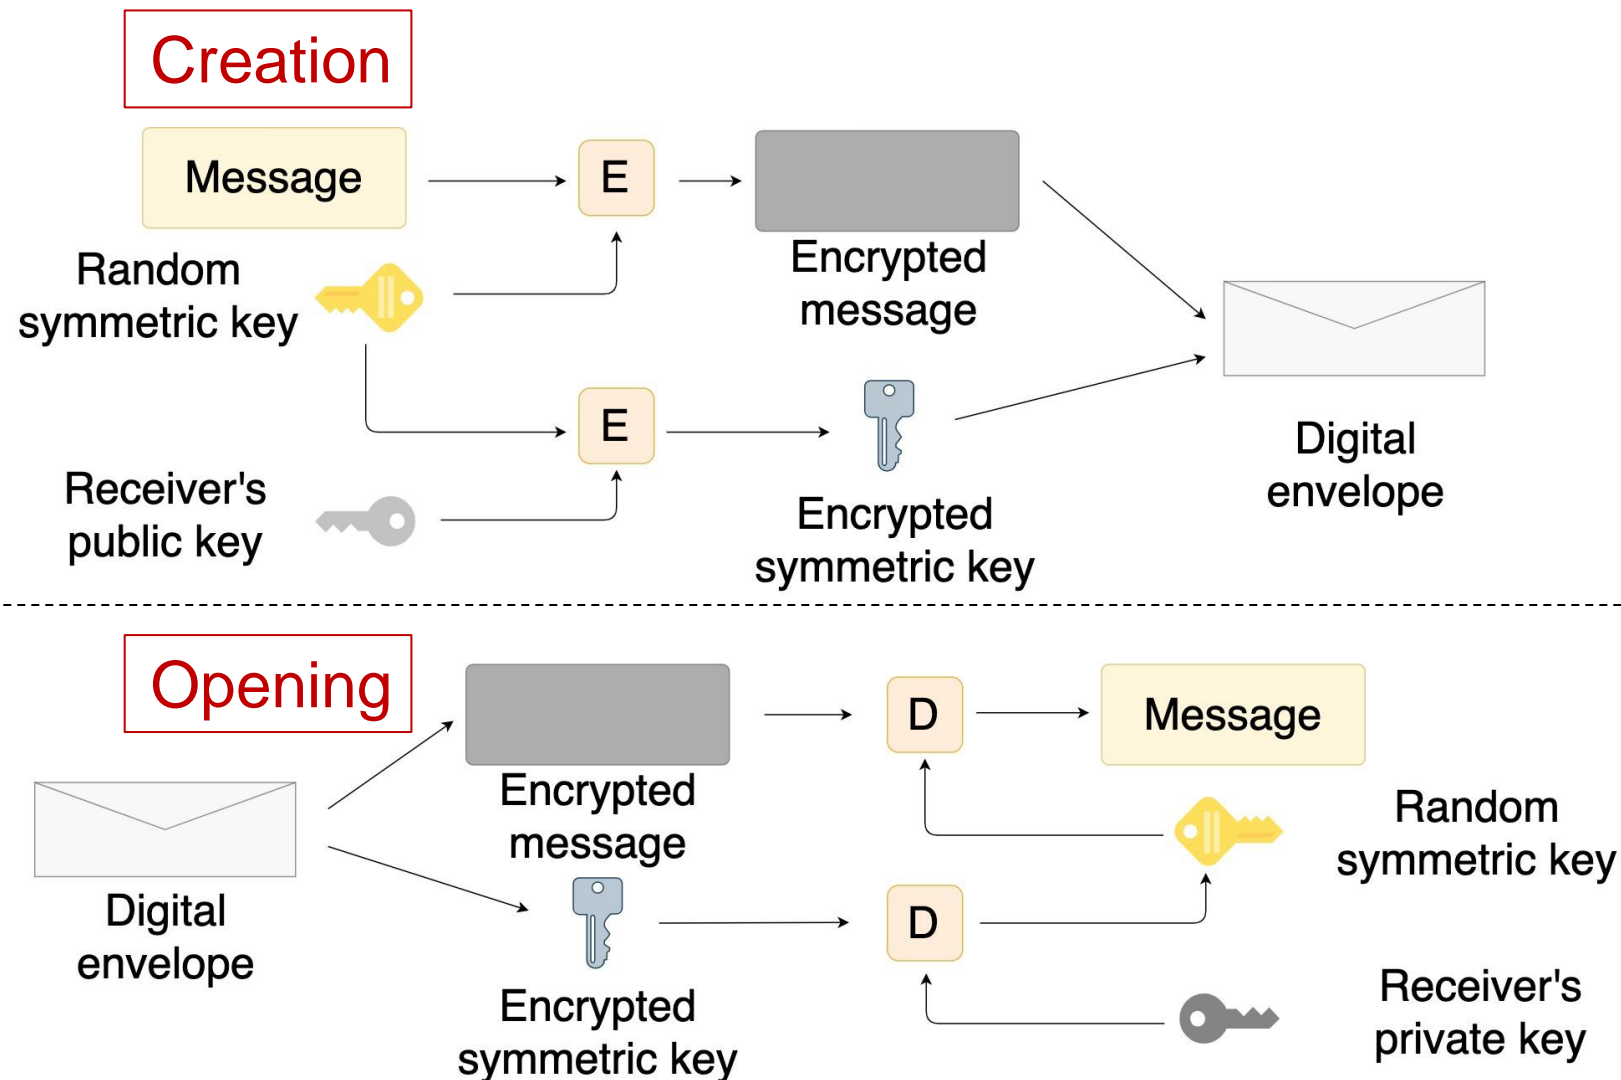 Creation
Message
E
Random
symmetric key
Encrypted
message
E
Receiver's
public key
Encrypted
symmetric key
Digital
envelope
Opening
Encrypted
message
D
Message
Digital
envelope
Random
symmetric key
D
Encrypted
symmetric key
Receiver's
private key